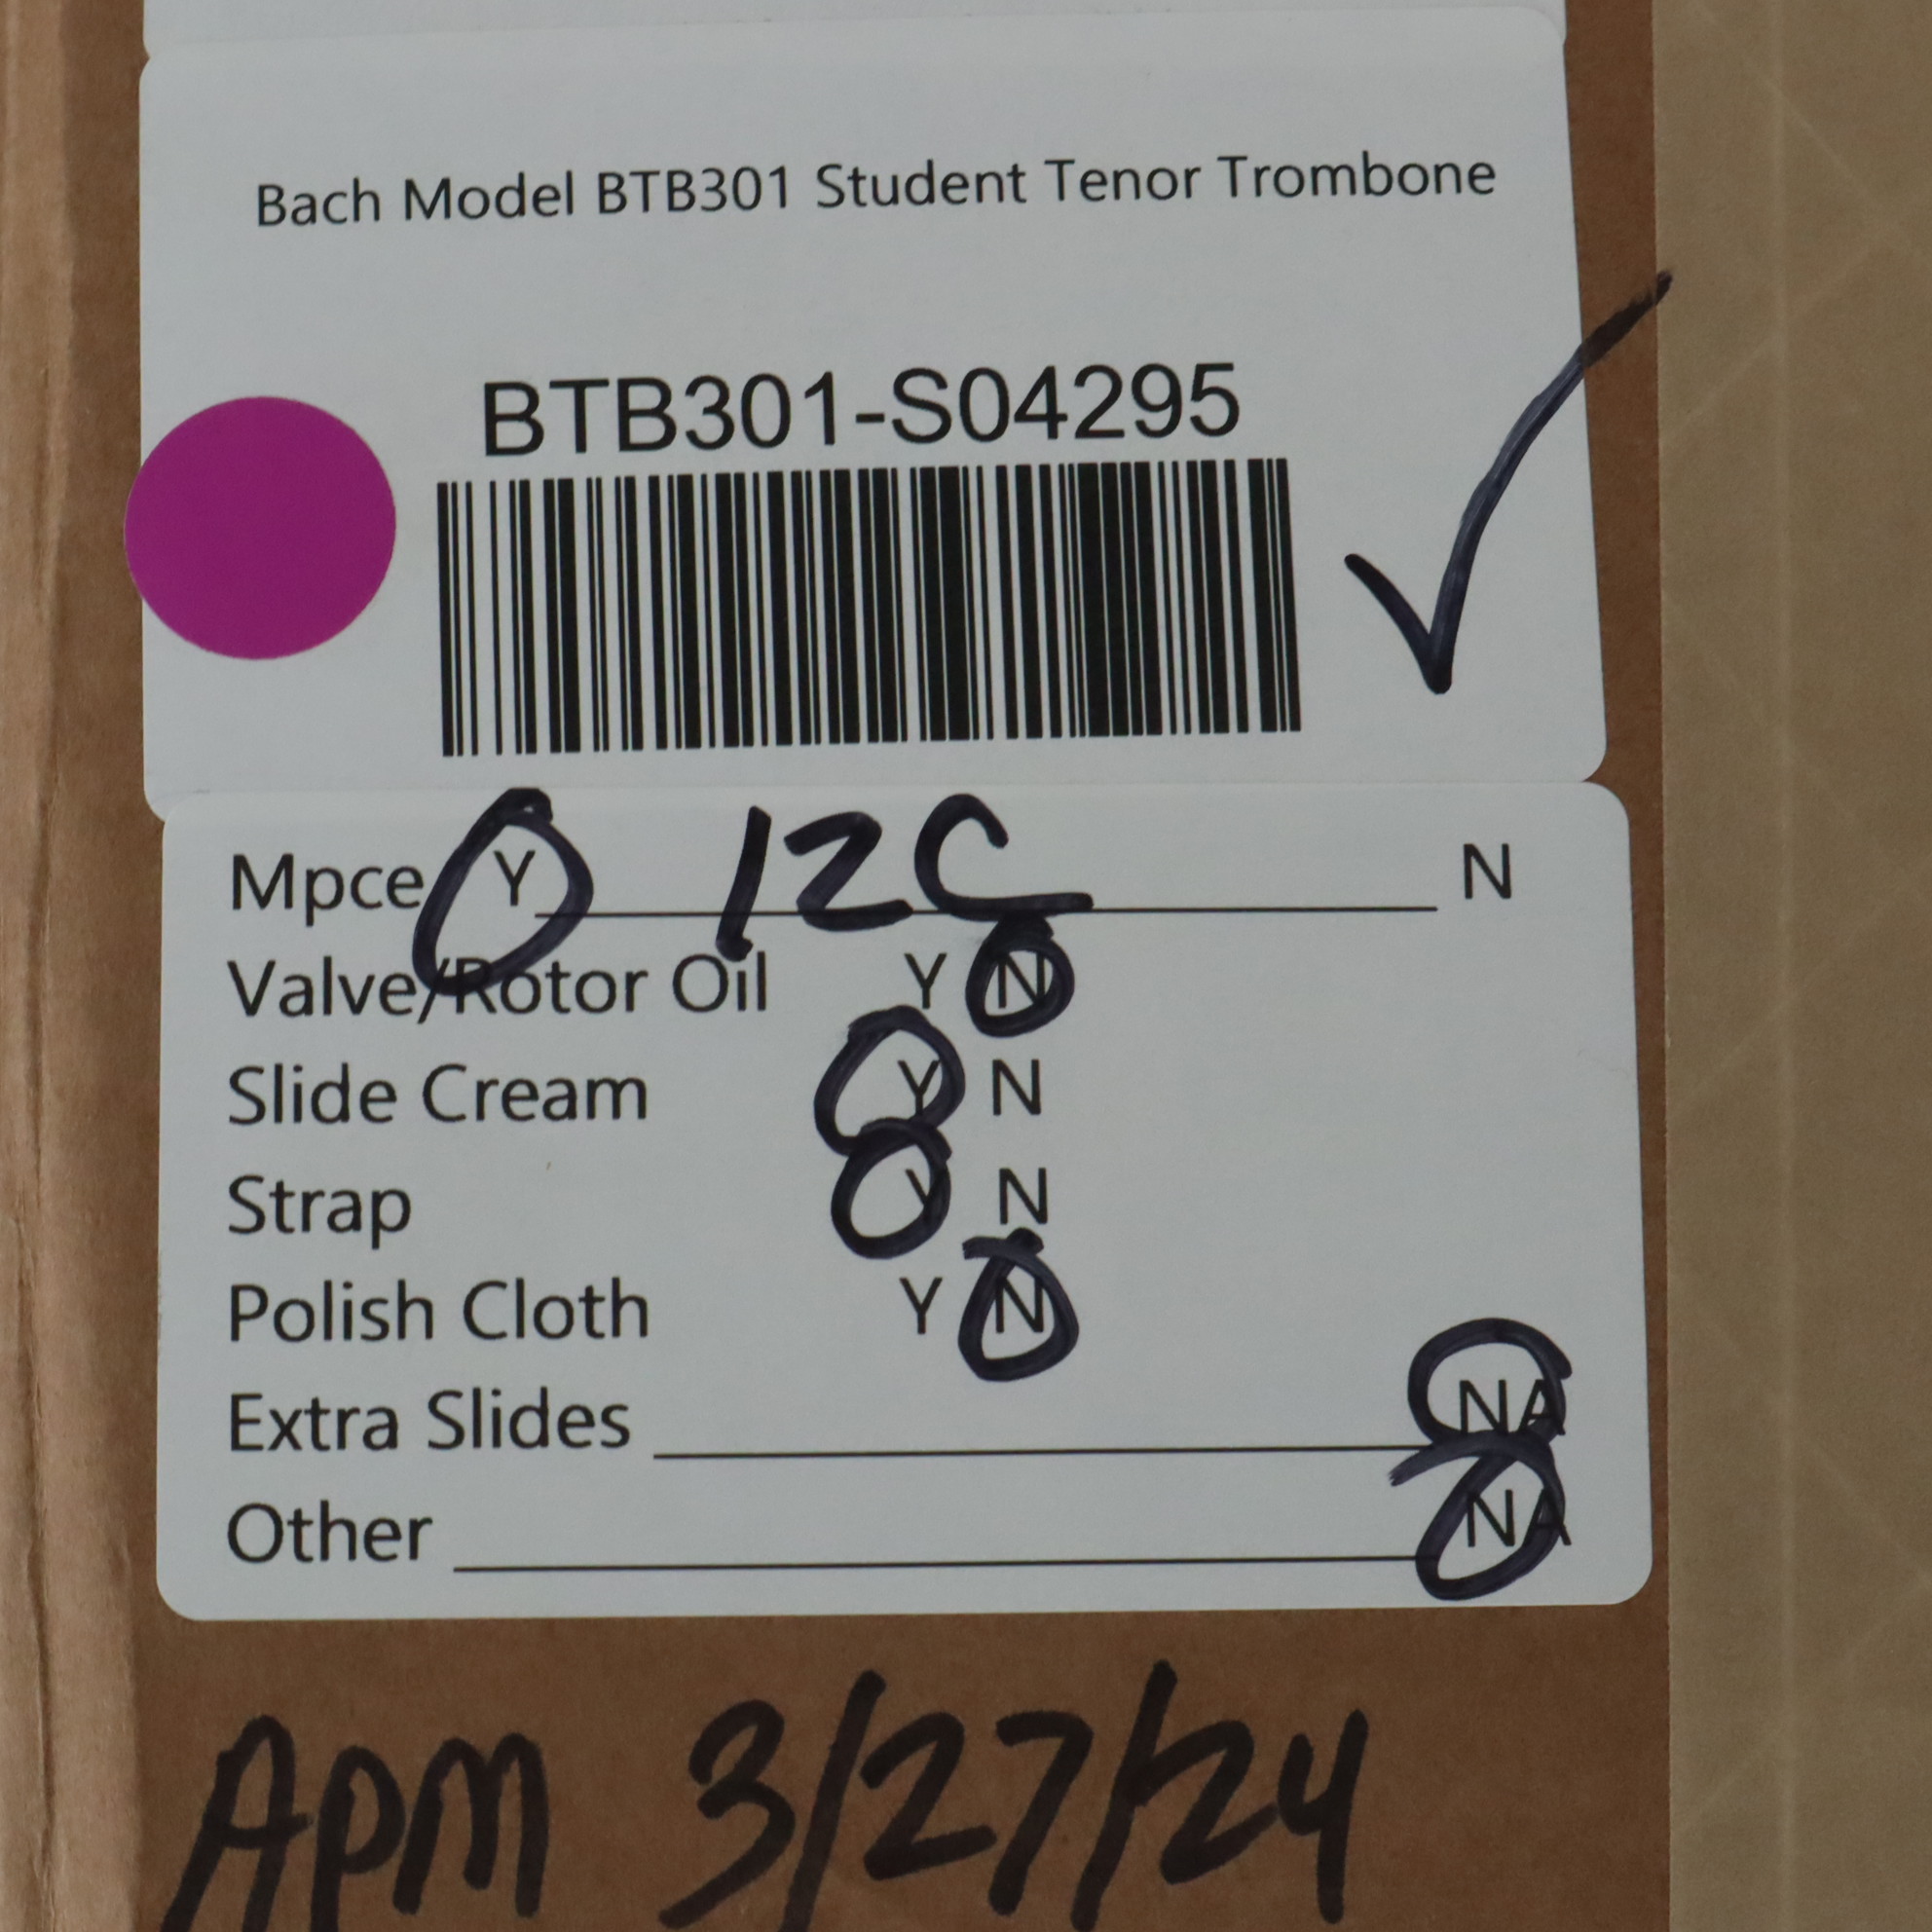 Bach Model BTB301 Student Tenor Trombone
BTB301-S04295
Mpce Y 12C N
Valve/Rotor Oil Y N
Slide Cream Y N
Strap Y N
Polish Cloth Y N
Extra Slides NA
Other NA
Apm 3/27/24